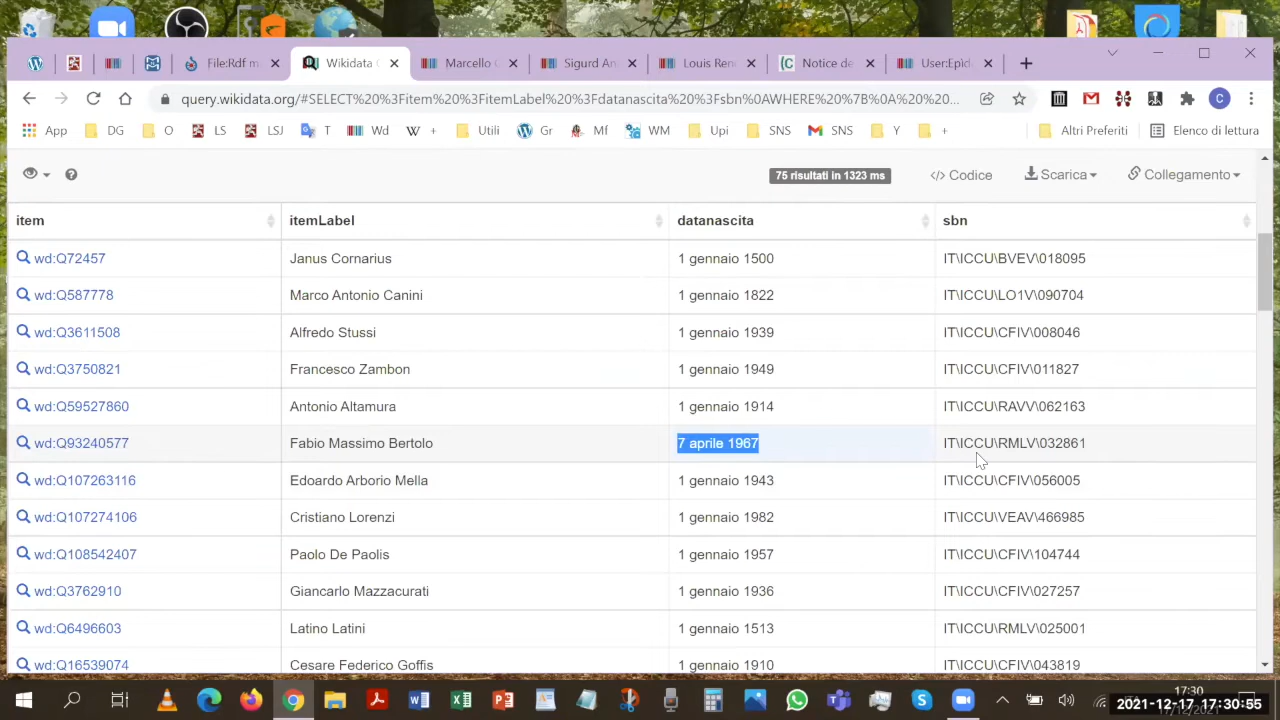 File:Rdf m
Wikidata
Marcello
Sigurd An
Louis Ren
Notice de
User:Epid
query.wikidata.org/#SELECT%20%3Fitem%20%3FitemLabel%20%3Fdatanascita%20%3Fsbn%20%0AWHERE%20%7B%0A%20%20...
App DG O LS LSJ T Wd + Utili Gr Mf WM Upi SNS SNS Y + Altri Preferiti Elenco di lettura
75 risultati in 1323 ms </> Codice Scarica Collegamento
item itemLabel datanascita sbn
wd:Q72457 Janus Cornarius 1 gennaio 1500 IT\ICCU\BVEV\018095
wd:Q587778 Marco Antonio Canini 1 gennaio 1822 IT\ICCU\LO1V\090704
wd:Q3611508 Alfredo Stussi 1 gennaio 1939 IT\ICCU\CFIV\008046
wd:Q3750821 Francesco Zambon 1 gennaio 1949 IT\ICCU\CFIV\011827
wd:Q59527860 Antonio Altamura 1 gennaio 1914 IT\ICCU\RAVV\062163
wd:Q93240577 Fabio Massimo Bertolo 7 aprile 1967 IT\ICCU\RMLV\032861
wd:Q107263116 Edoardo Arborio Mella 1 gennaio 1943 IT\ICCU\CFIV\056005
wd:Q107274106 Cristiano Lorenzi 1 gennaio 1982 IT\ICCU\VEAV\466985
wd:Q108542407 Paolo De Paolis 1 gennaio 1957 IT\ICCU\CFIV\104744
wd:Q3762910 Giancarlo Mazzacurati 1 gennaio 1936 IT\ICCU\CFIV\027257
wd:Q6496603 Latino Latini 1 gennaio 1513 IT\ICCU\RMLV\025001
wd:Q16539074 Cesare Federico Goffis 1 gennaio 1910 IT\ICCU\CFIV\043819
17:30
2021-12-17 17:30:55